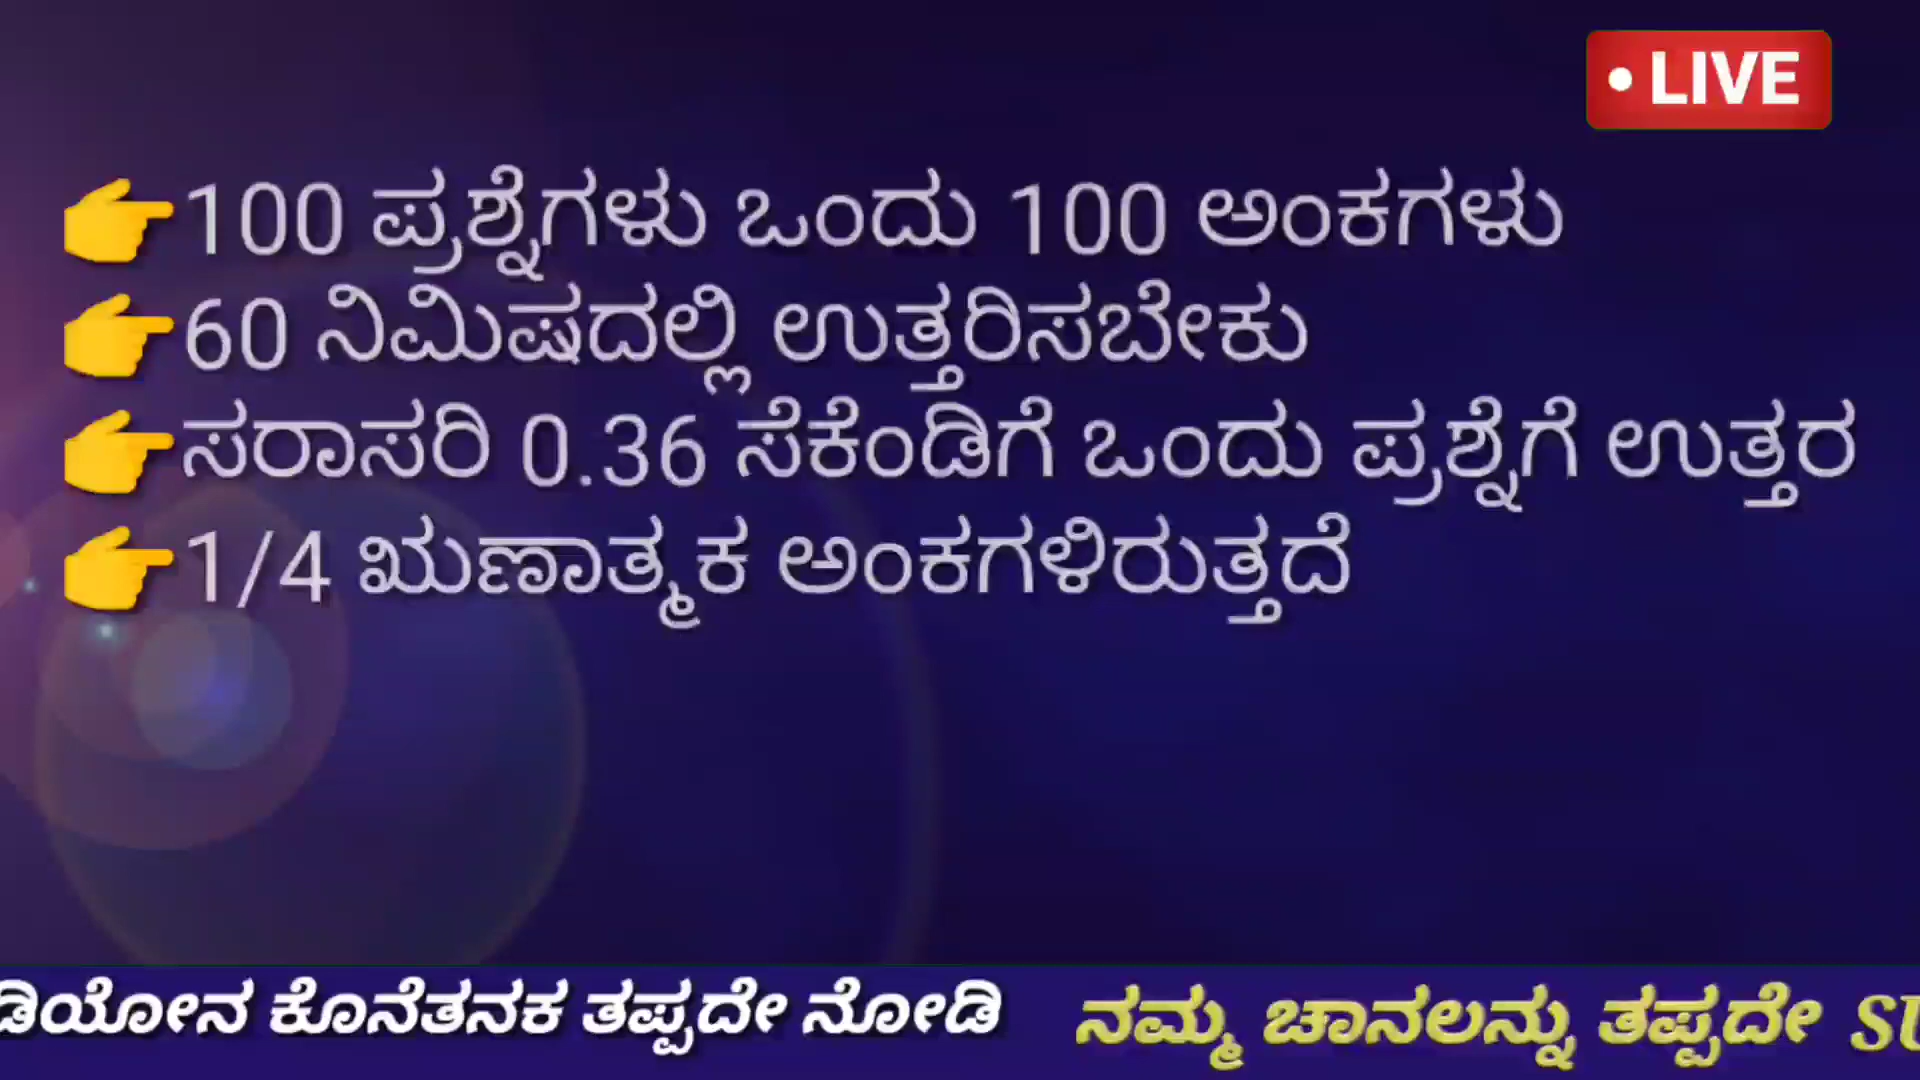 • LIVE
👉100 ಪ್ರಶ್ನೆಗಳು ಒಂದು 100 ಅಂಕಗಳು
👉60 ನಿಮಿಷದಲ್ಲಿ ಉತ್ತರಿಸಬೇಕು
👉ಸರಾಸರಿ 0.36 ಸೆಕೆಂಡಿಗೆ ಒಂದು ಪ್ರಶ್ನೆಗೆ ಉತ್ತರ
👉1/4 ಋಣಾತ್ಮಕ ಅಂಕಗಳಿರುತ್ತದೆ
ಡಿಯೋನ ಕೊನೆತನಕ ತಪ್ಪದೇ ನೋಡಿ ನಮ್ಮ ಚಾನಲನ್ನು ತಪ್ಪದೇ